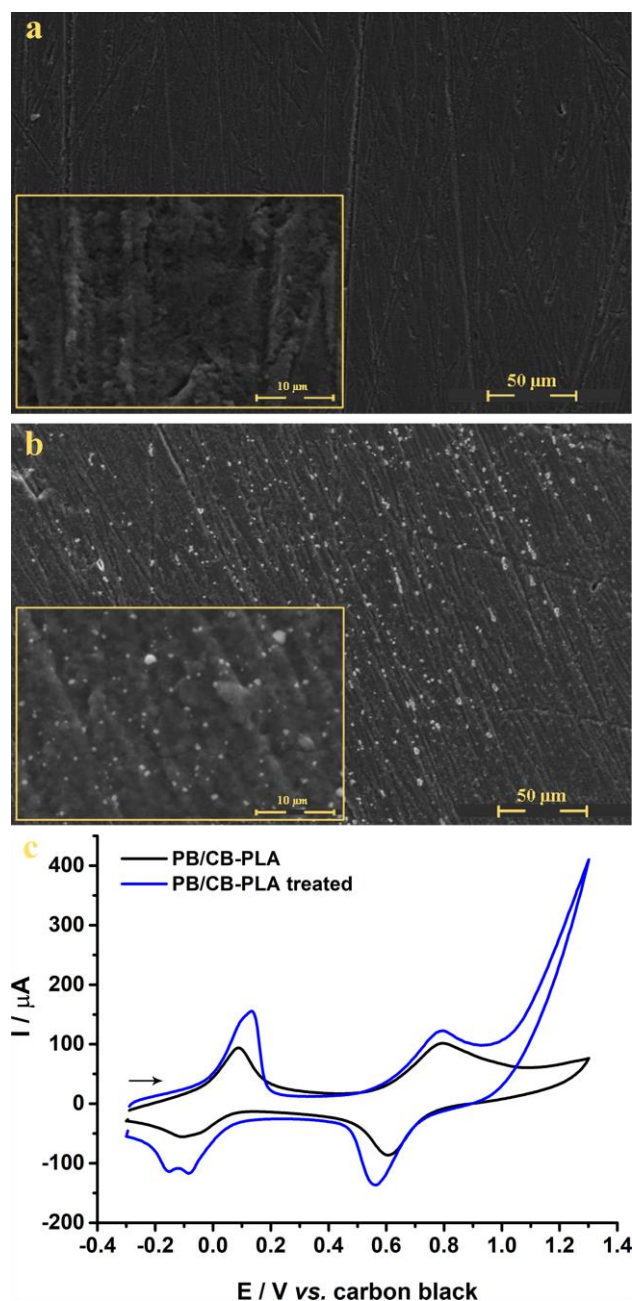 a
10 µm
50 µm
b
10 µm
50 µm
c
PB/CB-PLA
PB/CB-PLA treated
400
300
200
100
0
-100
-200
I / µA
-0.4 -0.2 0.0 0.2 0.4 0.6 0.8 1.0 1.2 1.4
E / V vs. carbon black